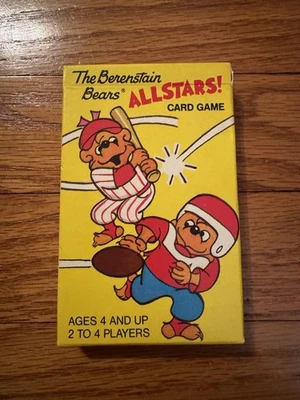 The Berenstain
Bears® ALLSTARS!
CARD GAME
AGES 4 AND UP
2 TO 4 PLAYERS